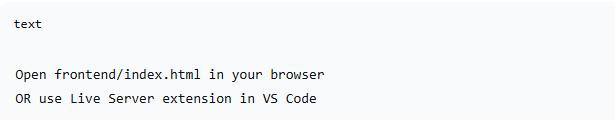 text
Open frontend/index.html in your browser
OR use Live Server extension in VS Code